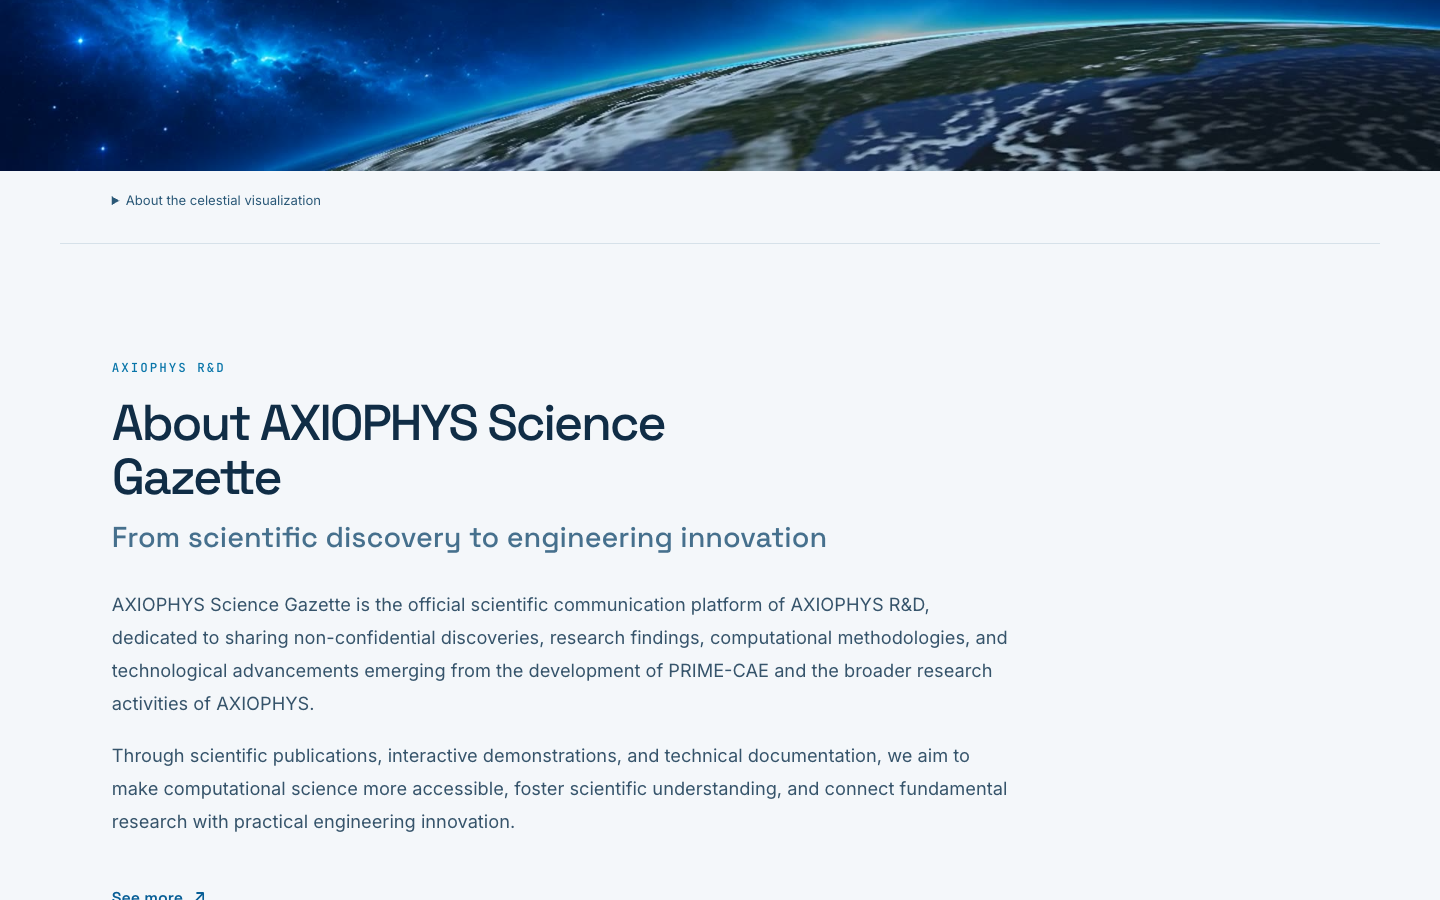 About the celestial visualization
AXIOPHYS R&D
About AXIOPHYS Science
Gazette
From scientific discovery to engineering innovation
AXIOPHYS Science Gazette is the official scientific communication platform of AXIOPHYS R&D,
dedicated to sharing non-confidential discoveries, research findings, computational methodologies, and
technological advancements emerging from the development of PRIME-CAE and the broader research
activities of AXIOPHYS.
Through scientific publications, interactive demonstrations, and technical documentation, we aim to
make computational science more accessible, foster scientific understanding, and connect fundamental
research with practical engineering innovation.
See more